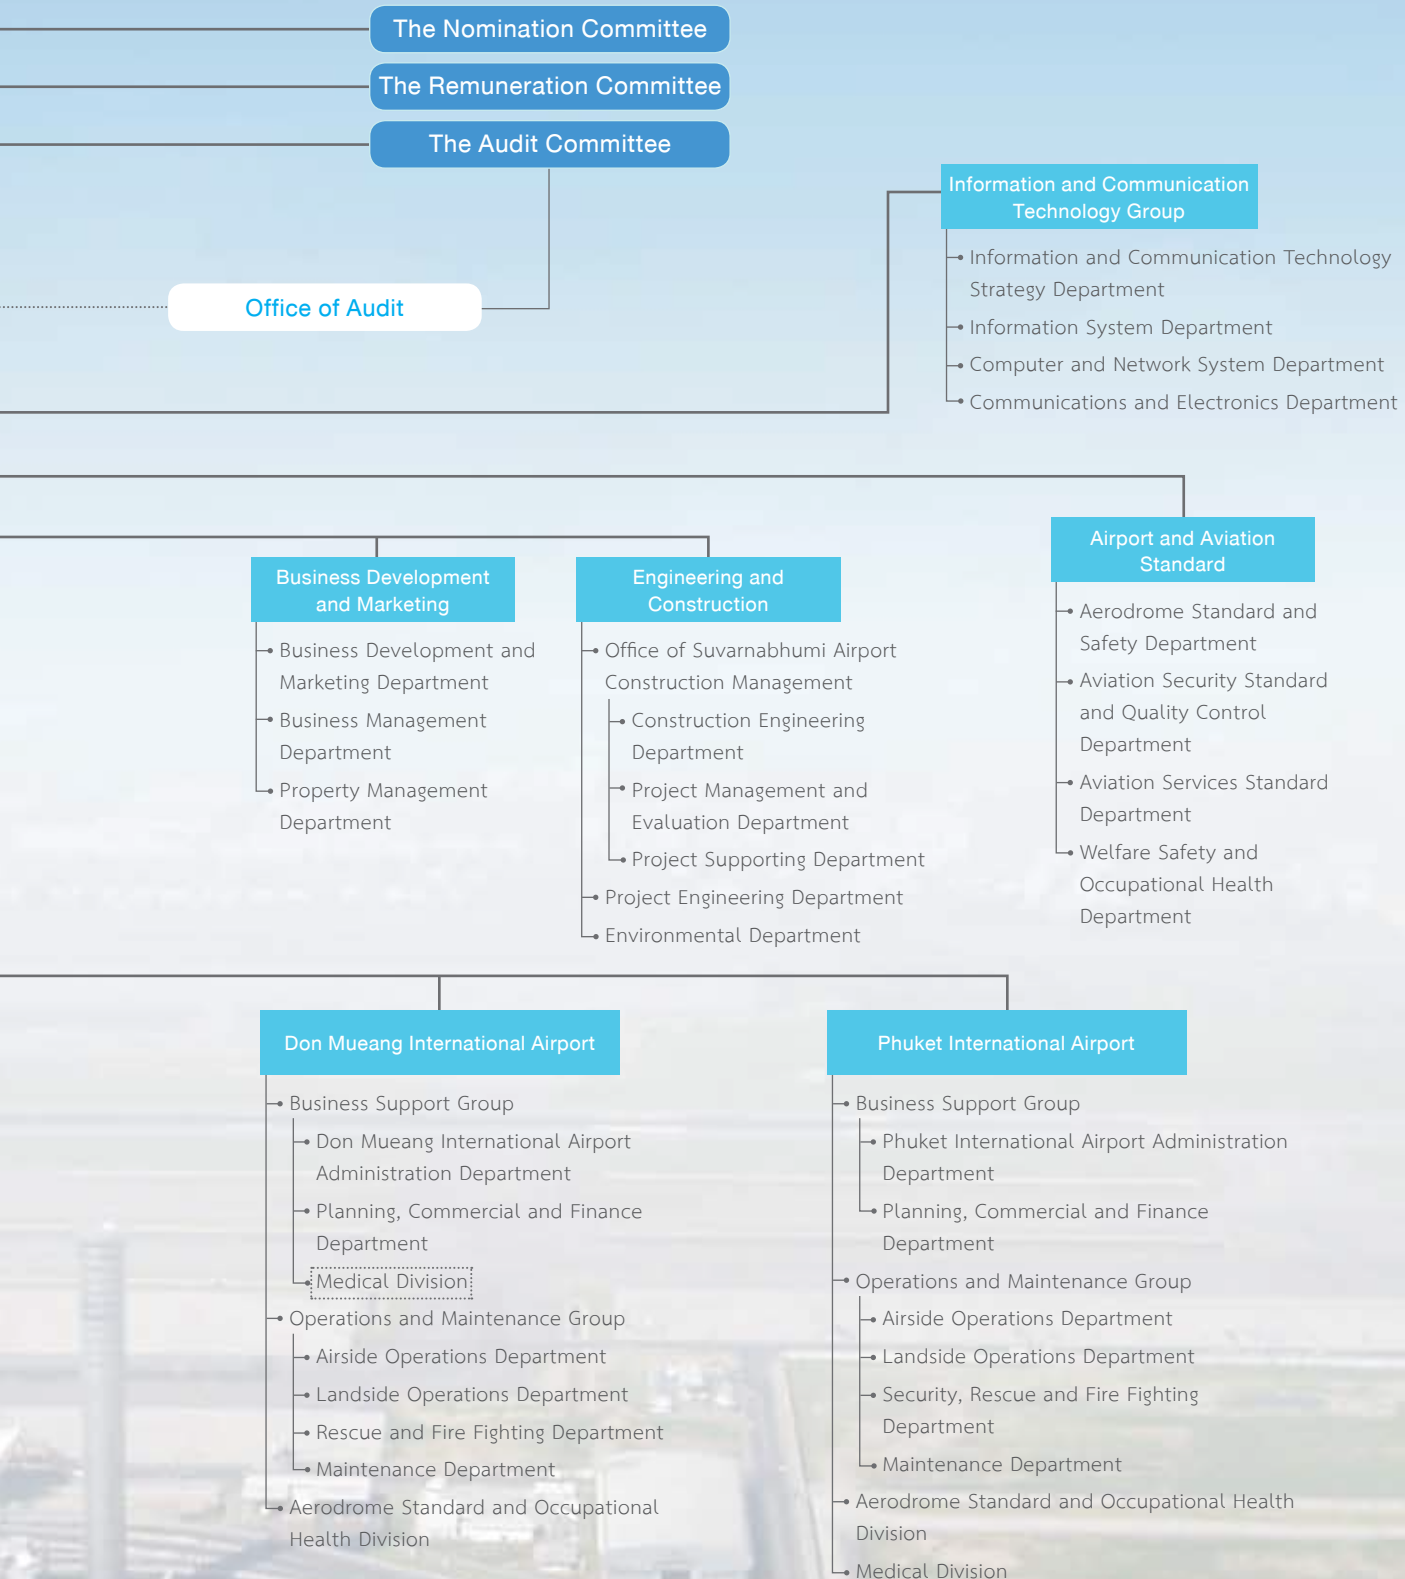 The Nomination Committee
The Remuneration Committee
The Audit Committee
Office of Audit
Information and Communication
Technology Group
Information and Communication Technology
Strategy Department
Information System Department
Computer and Network System Department
Communications and Electronics Department
Business Development
and Marketing
Business Development and
Marketing Department
Business Management
Department
Property Management
Department
Engineering and
Construction
Office of Suvarnabhumi Airport
Construction Management
Construction Engineering
Department
Project Management and
Evaluation Department
Project Supporting Department
Project Engineering Department
Environmental Department
Airport and Aviation
Standard
Aerodrome Standard and
Safety Department
Aviation Security Standard
and Quality Control
Department
Aviation Services Standard
Department
Welfare Safety and
Occupational Health
Department
Don Mueang International Airport
Business Support Group
Don Mueang International Airport
Administration Department
Planning, Commercial and Finance
Department
Medical Division
Operations and Maintenance Group
Airside Operations Department
Landside Operations Department
Rescue and Fire Fighting Department
Maintenance Department
Aerodrome Standard and Occupational
Health Division
Phuket International Airport
Business Support Group
Phuket International Airport Administration
Department
Planning, Commercial and Finance
Department
Operations and Maintenance Group
Airside Operations Department
Landside Operations Department
Security, Rescue and Fire Fighting
Department
Maintenance Department
Aerodrome Standard and Occupational Health
Division
Medical Division